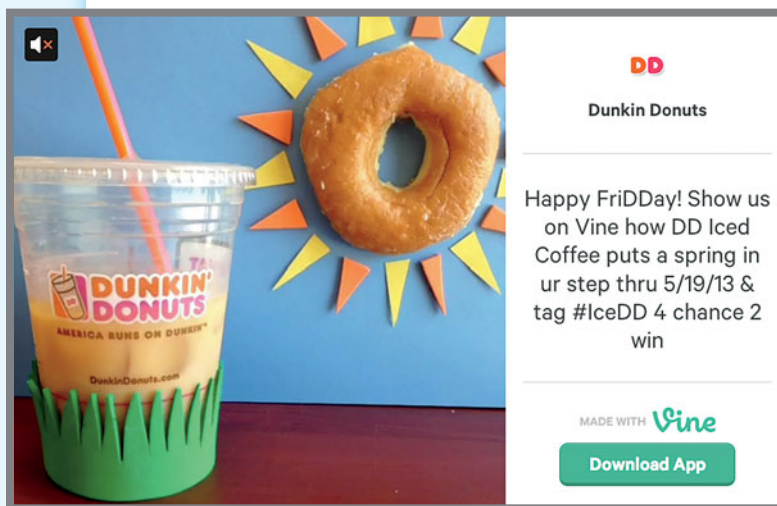 DD
Dunkin Donuts
Happy FriDDay! Show us
on Vine how DD Iced
Coffee puts a spring in
ur step thru 5/19/13 &
tag #IceDD 4 chance 2
win
MADE WITH Vine
Download App
DUNKIN'
DONUTS
AMERICA RUNS ON DUNKIN™
DunkinDonuts.com